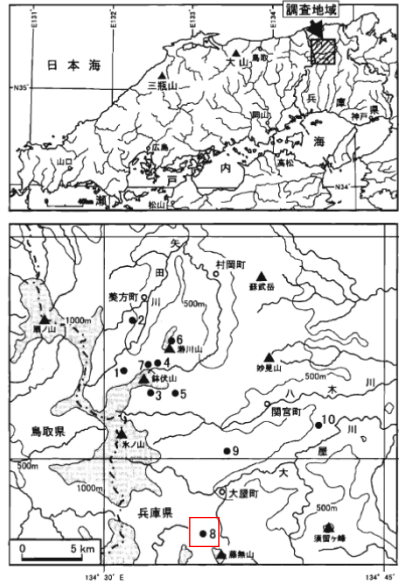 調査地域
E131°
E132°
E133°
E134°
日本海
大山
鳥取
三瓶山
N35°
兵庫県
岡山
神戸
広島
瀬戸内海
山口
高松
松山
N34°
矢田川
村岡町
蘇武岳
美方町
500m
1000m
2
6
瀞川山
7
4
1
鉢伏山
3
5
妙見山
500m
八木川
関宮町
鳥取県
氷ノ山
10
500m
9
大屋川
1000m
大屋町
兵庫県
500m
8
須留ヶ峰
藤無山
0 5 km
134° 30' E
134° 45'